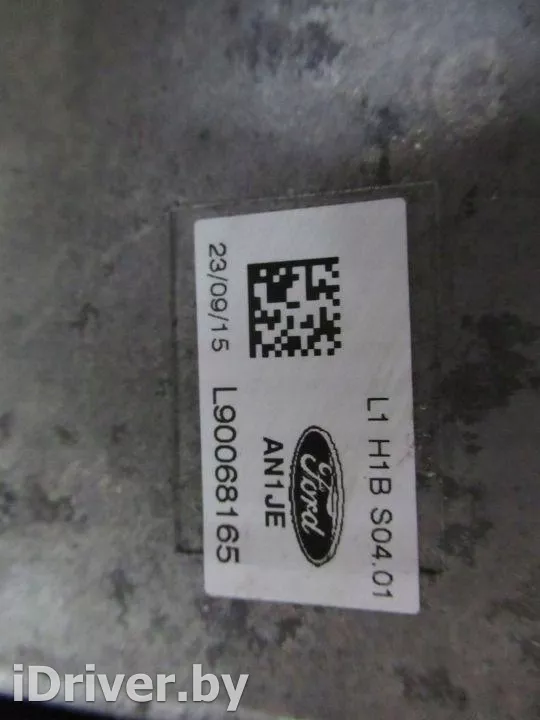 L1 H1B S04.01
Ford
AN1JE
23/09/15 L90068165
iDriver.by